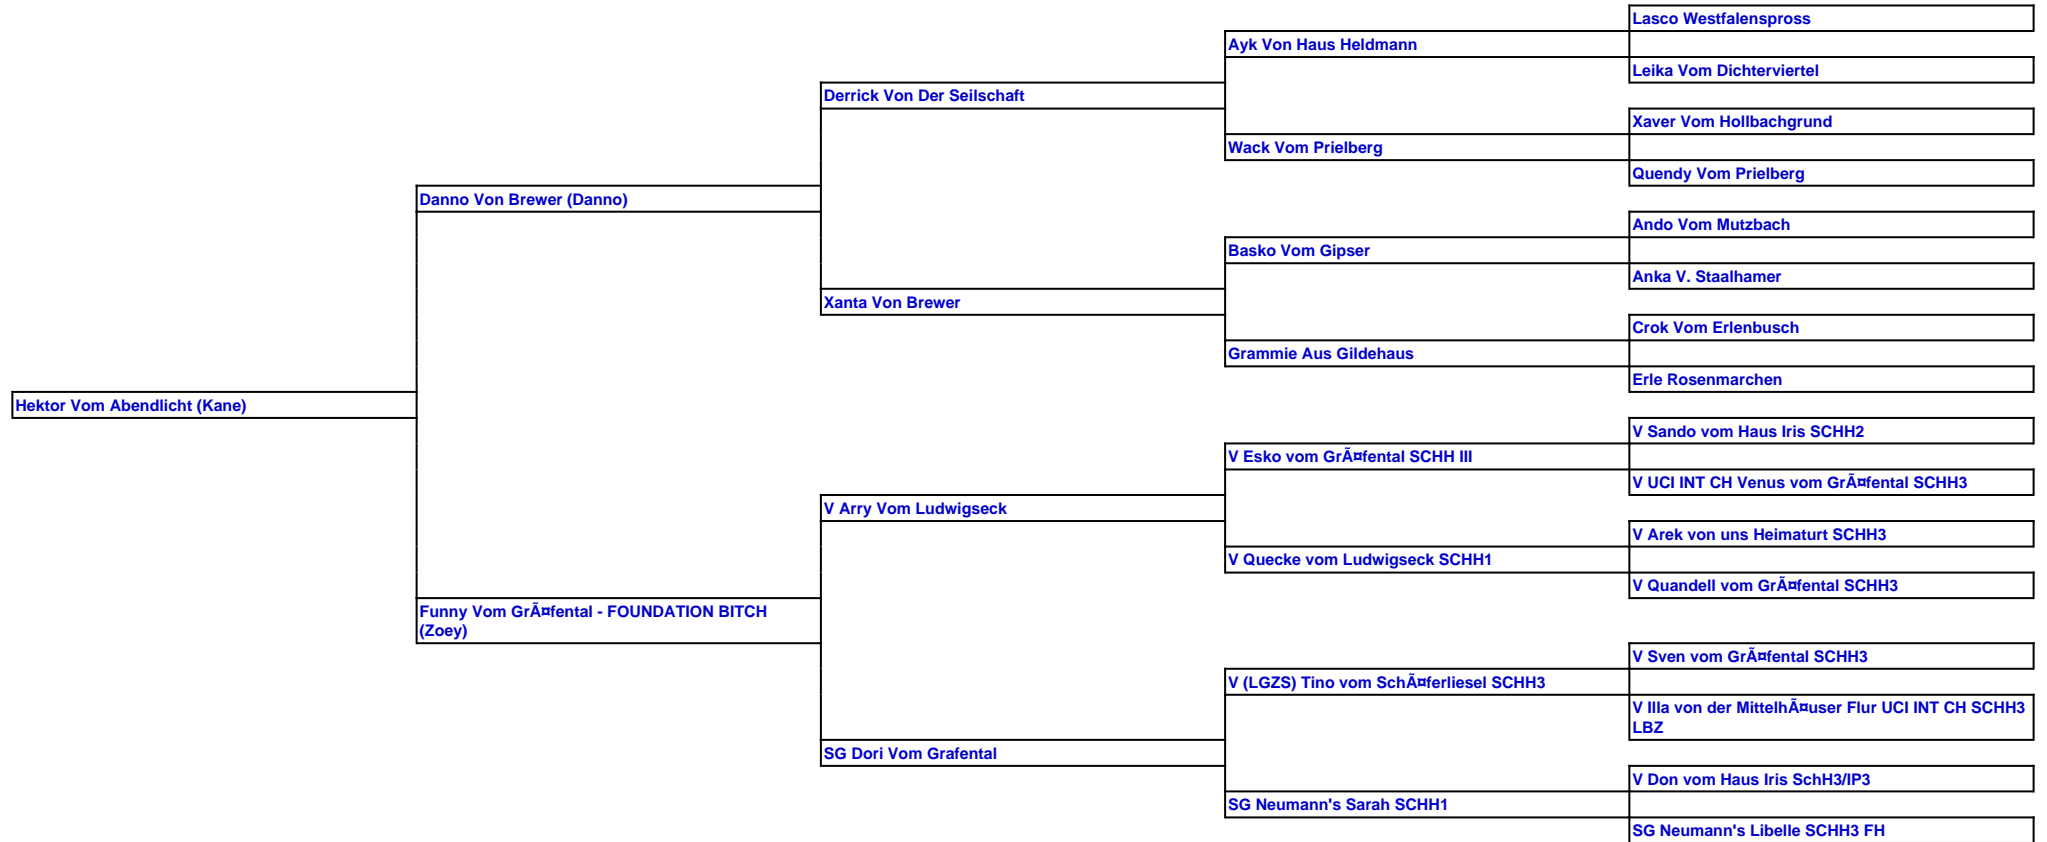 Lasco Westfalenspross
Ayk Von Haus Heldmann
Leika Vom Dichterviertel
Derrick Von Der Seilschaft
Xaver Vom Hollbachgrund
Wack Vom Prielberg
Quendy Vom Prielberg
Danno Von Brewer (Danno)
Ando Vom Mutzbach
Basko Vom Gipser
Anka V. Staalhamer
Xanta Von Brewer
Crok Vom Erlenbusch
Grammie Aus Gildehaus
Erle Rosenmarchen
Hektor Vom Abendlicht (Kane)
V Sando vom Haus Iris SCHH2
V Esko vom GrÃ¤fental SCHH III
V UCI INT CH Venus vom GrÃ¤fental SCHH3
V Arry Vom Ludwigseck
V Arek von uns Heimaturt SCHH3
V Quecke vom Ludwigseck SCHH1
V Quandell vom GrÃ¤fental SCHH3
Funny Vom GrÃ¤fental - FOUNDATION BITCH
(Zoey)
V Sven vom GrÃ¤fental SCHH3
V (LGZS) Tino vom SchÃ¤ferliesel SCHH3
V Illa von der MittelhÃ¤user Flur UCI INT CH SCHH3
LBZ
SG Dori Vom Grafental
V Don vom Haus Iris SchH3/IP3
SG Neumann's Sarah SCHH1
SG Neumann's Libelle SCHH3 FH